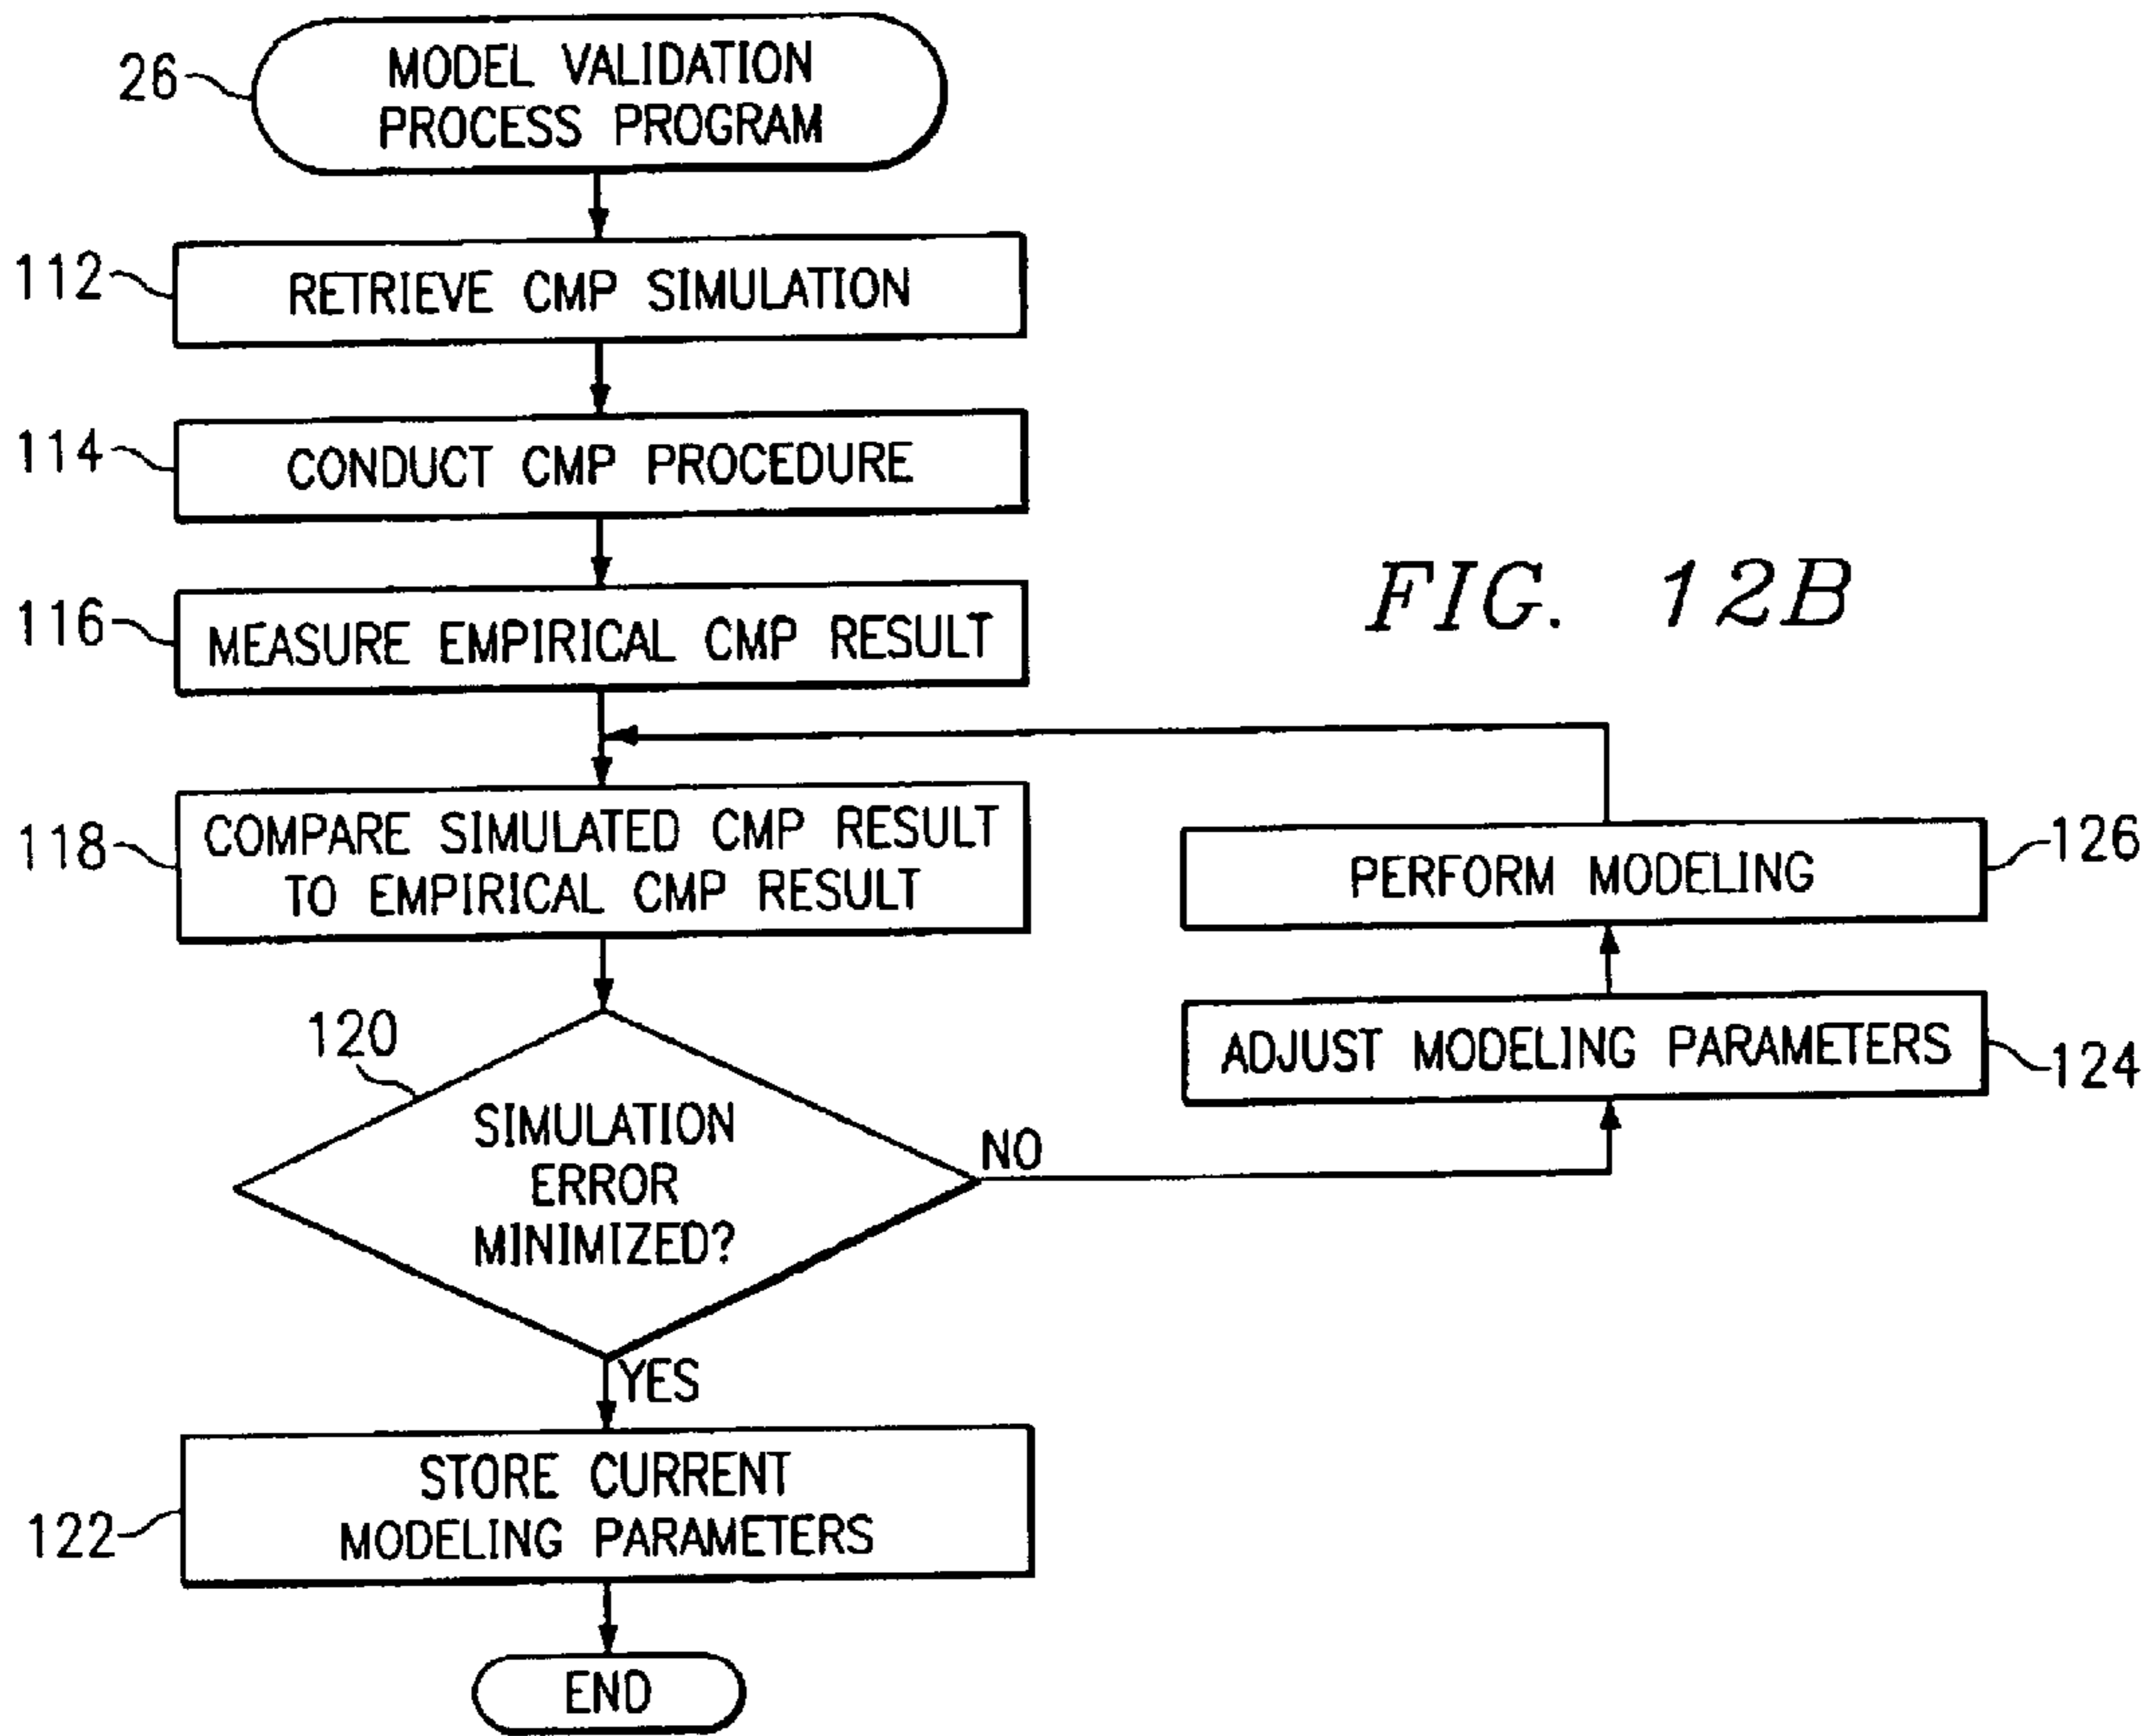 26
MODEL VALIDATION
PROCESS PROGRAM
112
RETRIEVE CMP SIMULATION
114
CONDUCT CMP PROCEDURE
116
MEASURE EMPIRICAL CMP RESULT
FIG. 12B
118
COMPARE SIMULATED CMP RESULT
TO EMPIRICAL CMP RESULT
126
PERFORM MODELING
120
SIMULATION
ERROR
MINIMIZED?
NO
124
ADJUST MODELING PARAMETERS
YES
122
STORE CURRENT
MODELING PARAMETERS
END